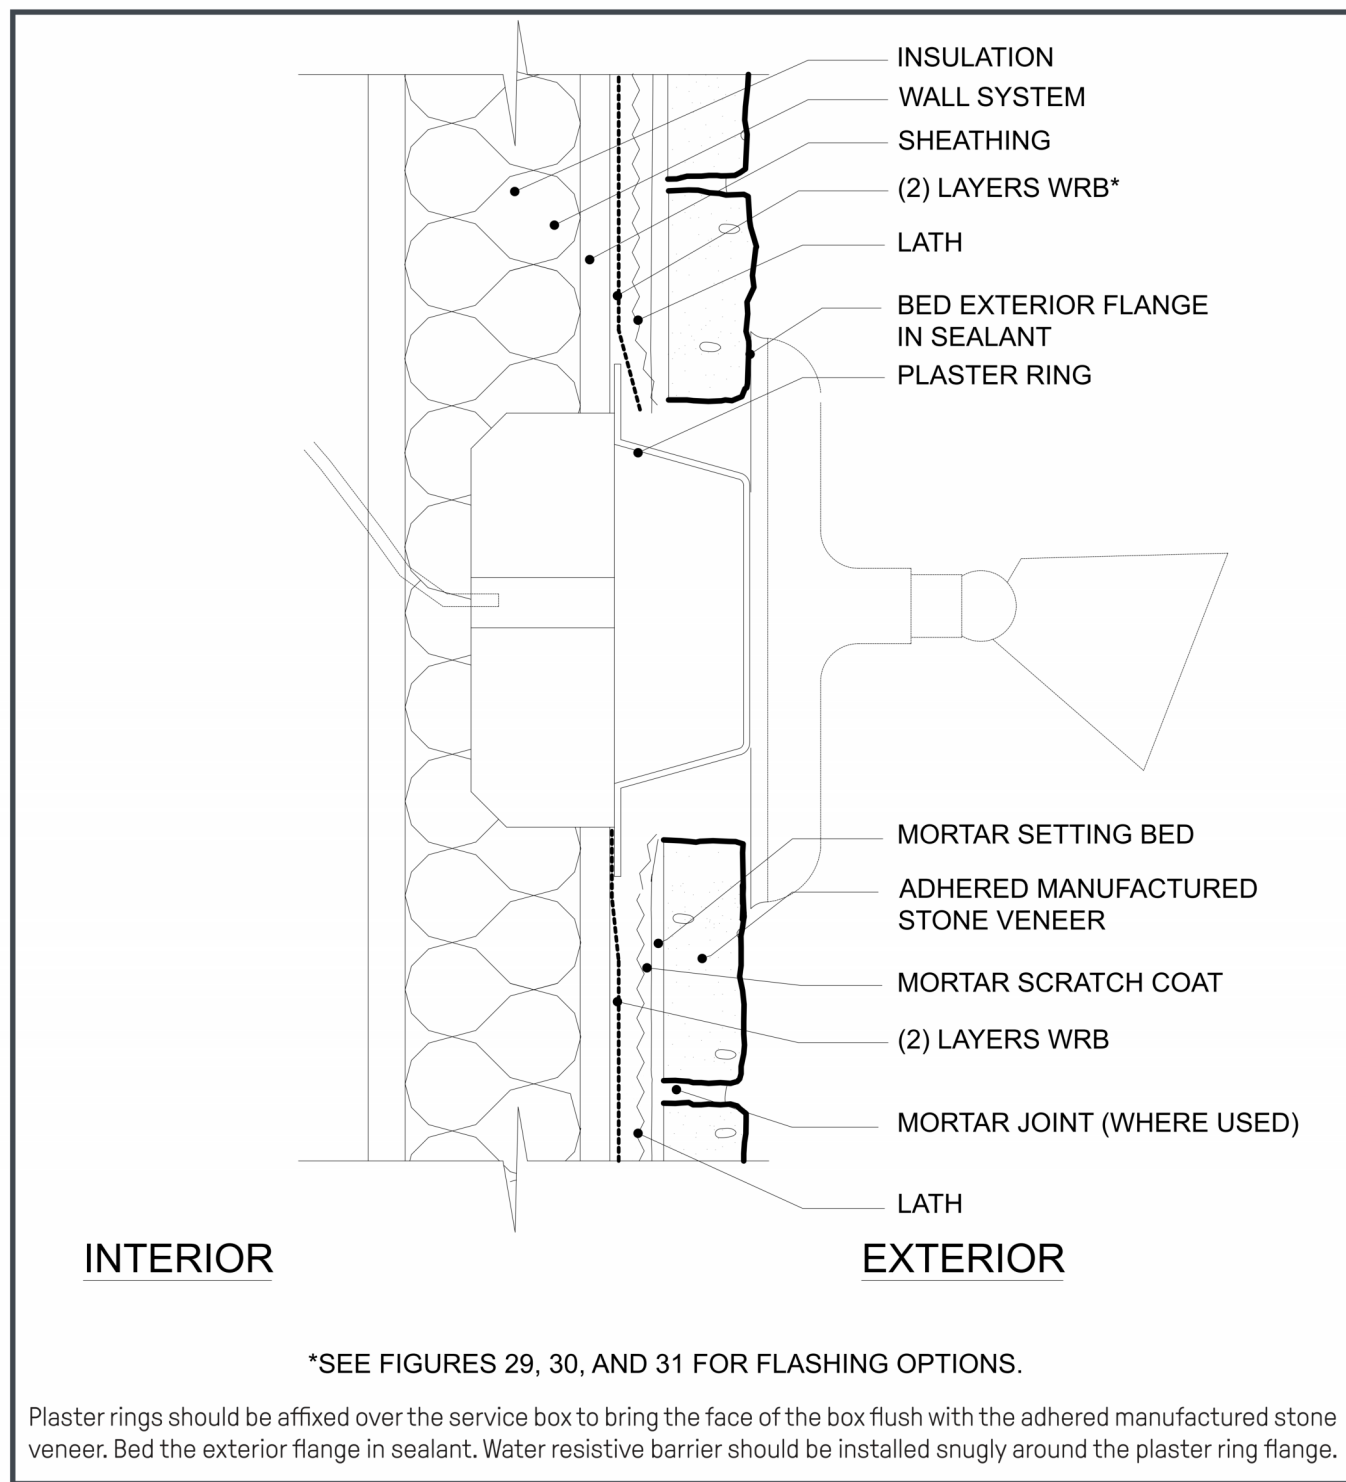 INSULATION
WALL SYSTEM
SHEATHING
(2) LAYERS WRB*
LATH
BED EXTERIOR FLANGE
IN SEALANT
PLASTER RING
MORTAR SETTING BED
ADHERED MANUFACTURED
STONE VENEER
MORTAR SCRATCH COAT
(2) LAYERS WRB
MORTAR JOINT (WHERE USED)
LATH
INTERIOR
EXTERIOR
*SEE FIGURES 29, 30, AND 31 FOR FLASHING OPTIONS.
Plaster rings should be affixed over the service box to bring the face of the box flush with the adhered manufactured stone
veneer. Bed the exterior flange in sealant. Water resistive barrier should be installed snugly around the plaster ring flange.